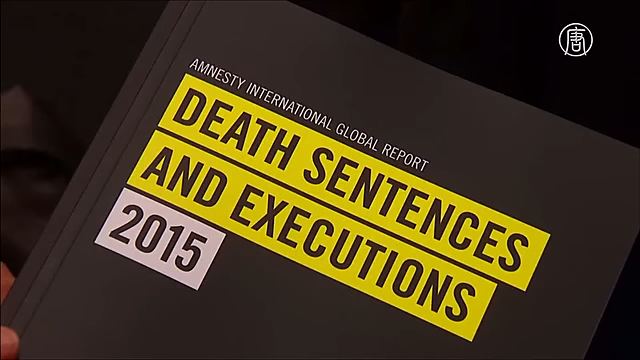 唐
AMNESTY INTERNATIONAL GLOBAL REPORT
DEATH SENTENCES
AND EXECUTIONS
2015